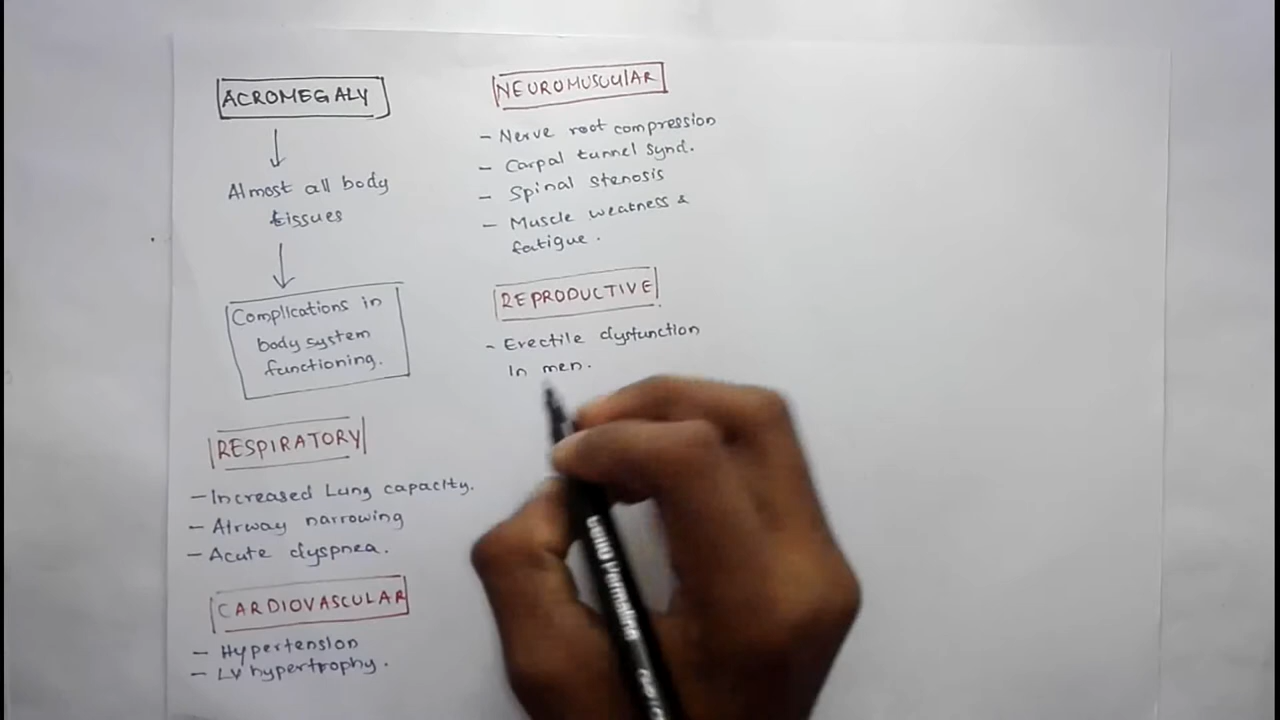 ACROMEGALY
Almost all body
tissues
Complications in
body system
functioning.
RESPIRATORY
- Increased Lung capacity.
- Airway narrowing
- Acute dyspnea.
CARDIOVASCULAR
- Hypertension
- LV hypertrophy.
NEUROMUSCULAR
- Nerve root compression
- Carpal tunnel synd.
- Spinal stenosis
- Muscle weatness &
fatigue.
REPRODUCTIVE
- Erectile dysfunction
In men.
Permaline